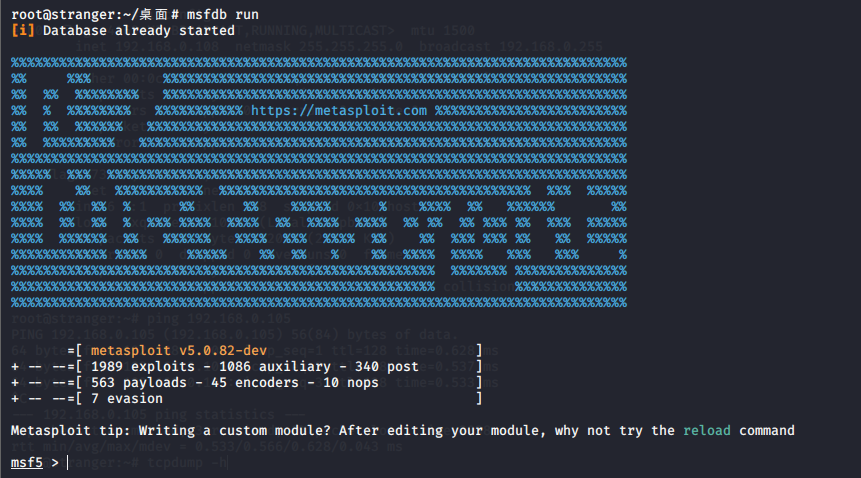 root@stranger:~/桌面# msfdb run
[i] Database already started
https://metasploit.com
=[ metasploit v5.0.82-dev ]
+ -- --=[ 1989 exploits - 1086 auxiliary - 340 post ]
+ -- --=[ 563 payloads - 45 encoders - 10 nops ]
+ -- --=[ 7 evasion ]
Metasploit tip: Writing a custom module? After editing your module, why not try the reload command
msf5 >